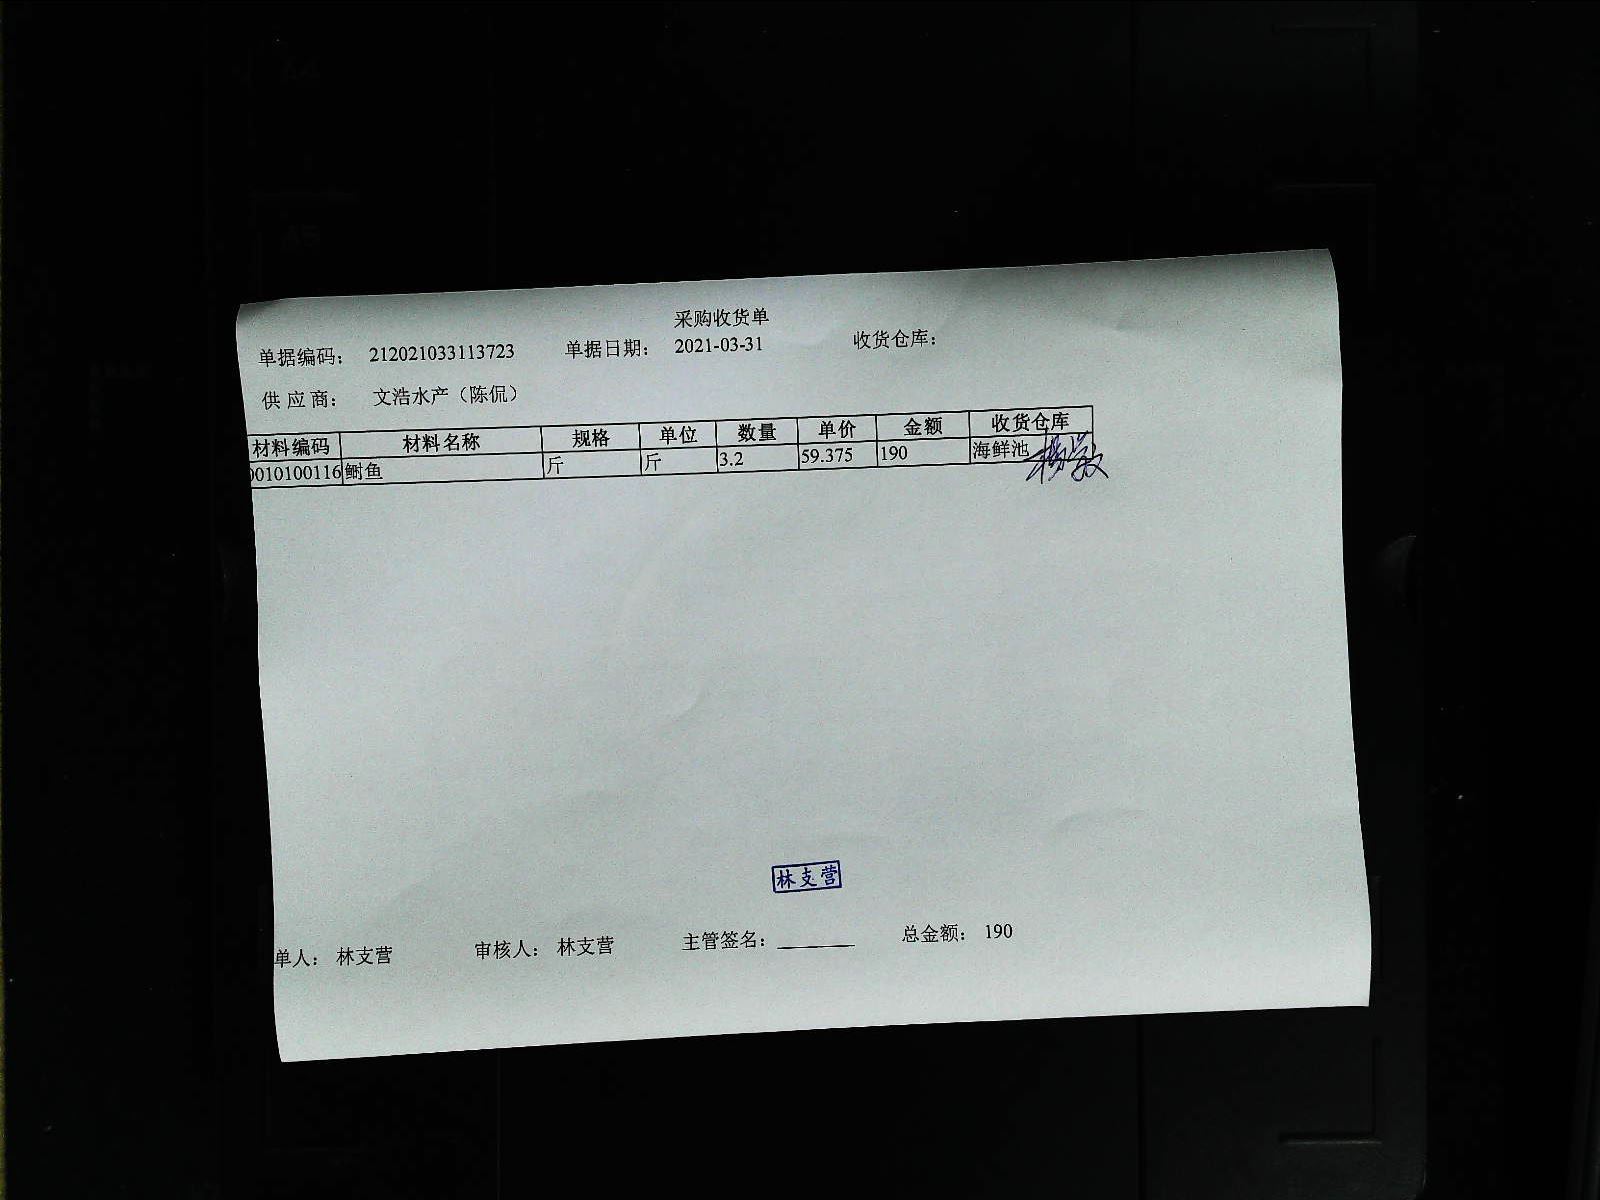 采购收货单
单据编码： 212021033113723 单据日期： 2021-03-31 收货仓库：
供 应 商： 文浩水产（陈侃）
材料编码 材料名称 规格 单位 数量 单价 金额 收货仓库
0010100116 鲥鱼 斤 斤 3.2 59.375 190 海鲜池
林支营
单人： 林支营 审核人： 林支营 主管签名： 总金额： 190